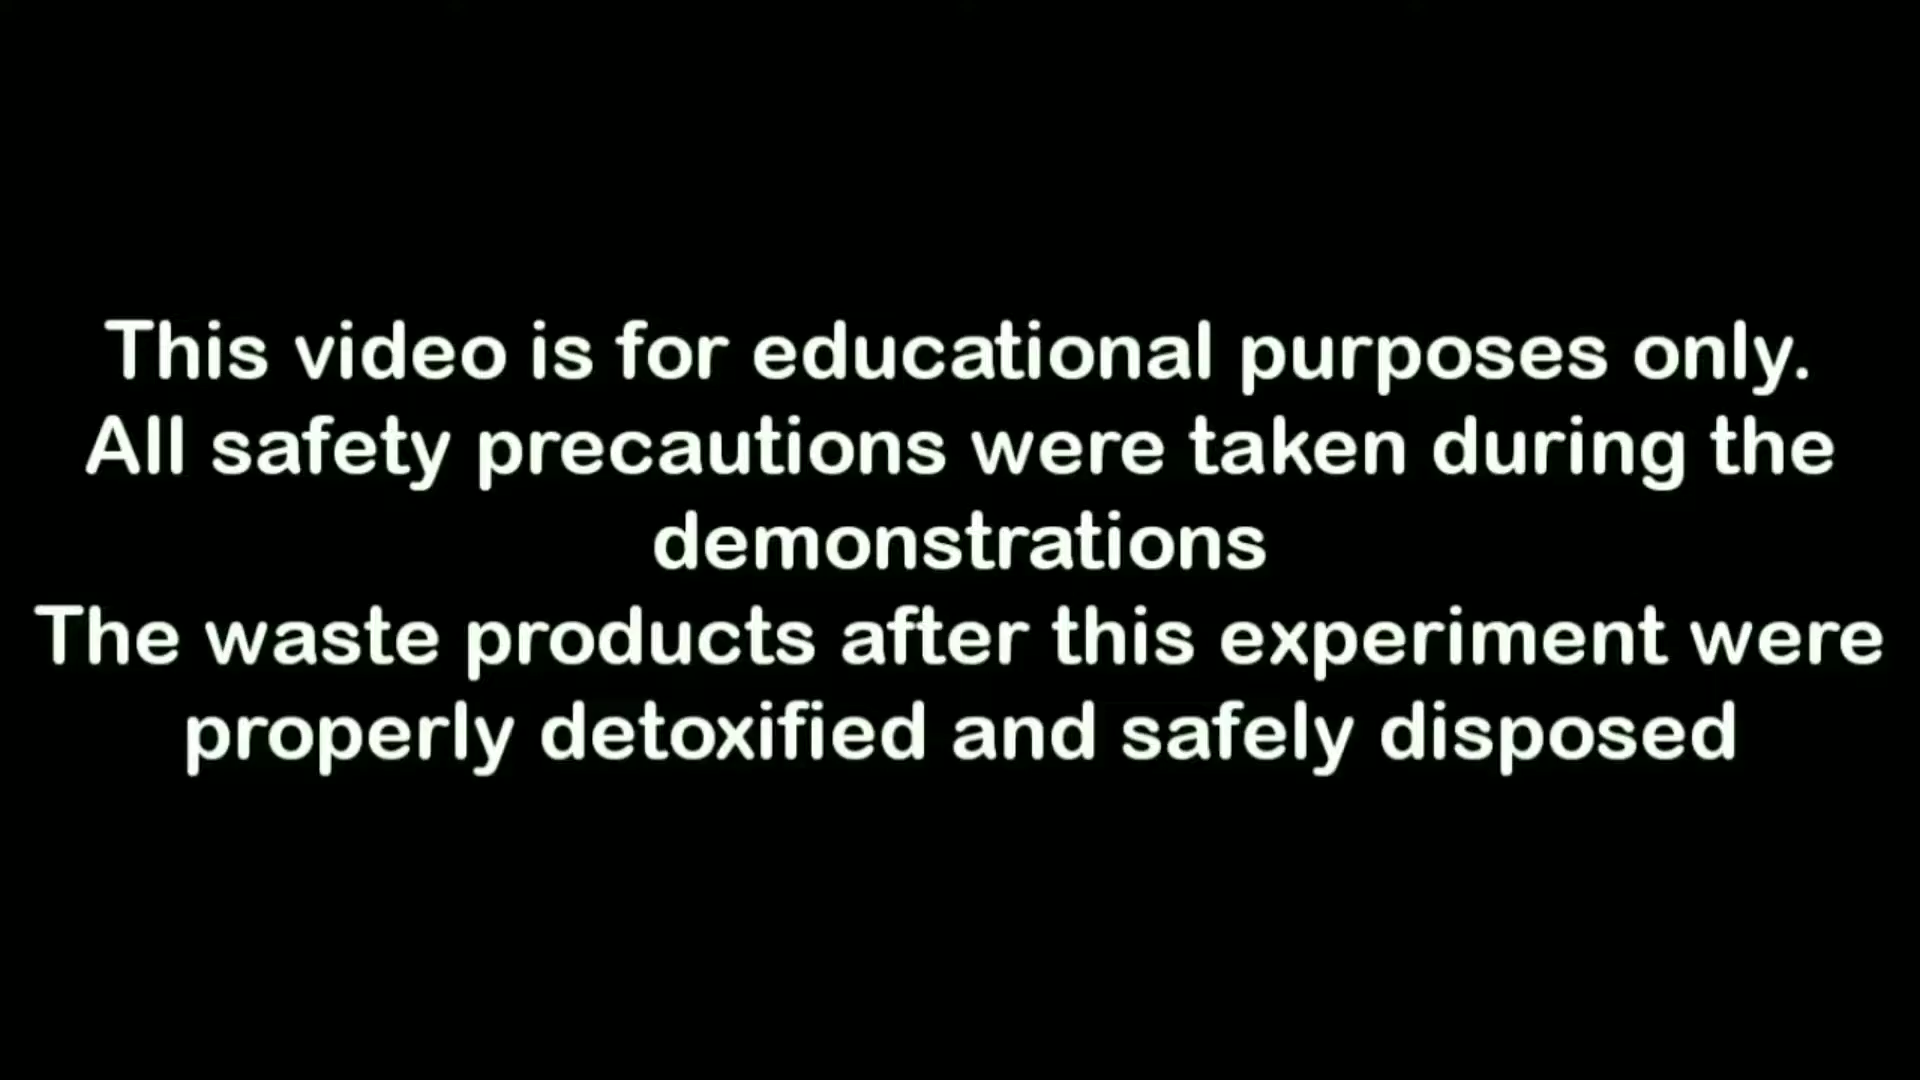 This video is for educational purposes only.
All safety precautions were taken during the
demonstrations
The waste products after this experiment were
properly detoxified and safely disposed